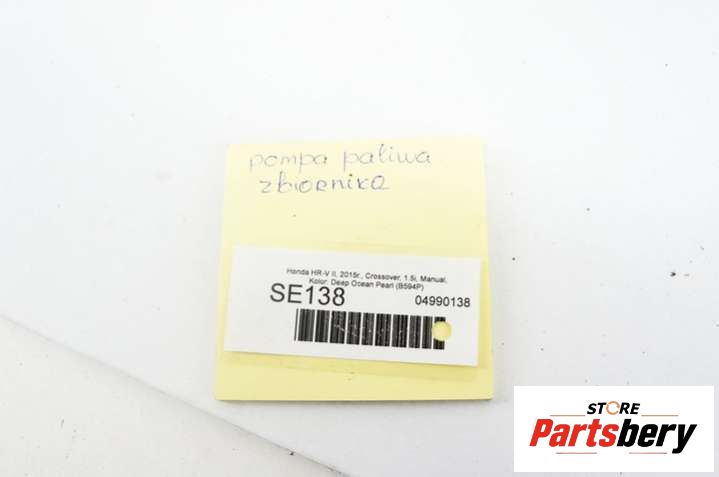 pompa paliwa
zbiornika
Honda HR-V II, 2015r., Crossover, 1.5i, Manual,
Kolor: Deep Ocean Pearl (B594P)
SE138 04990138
STORE
Partsbery